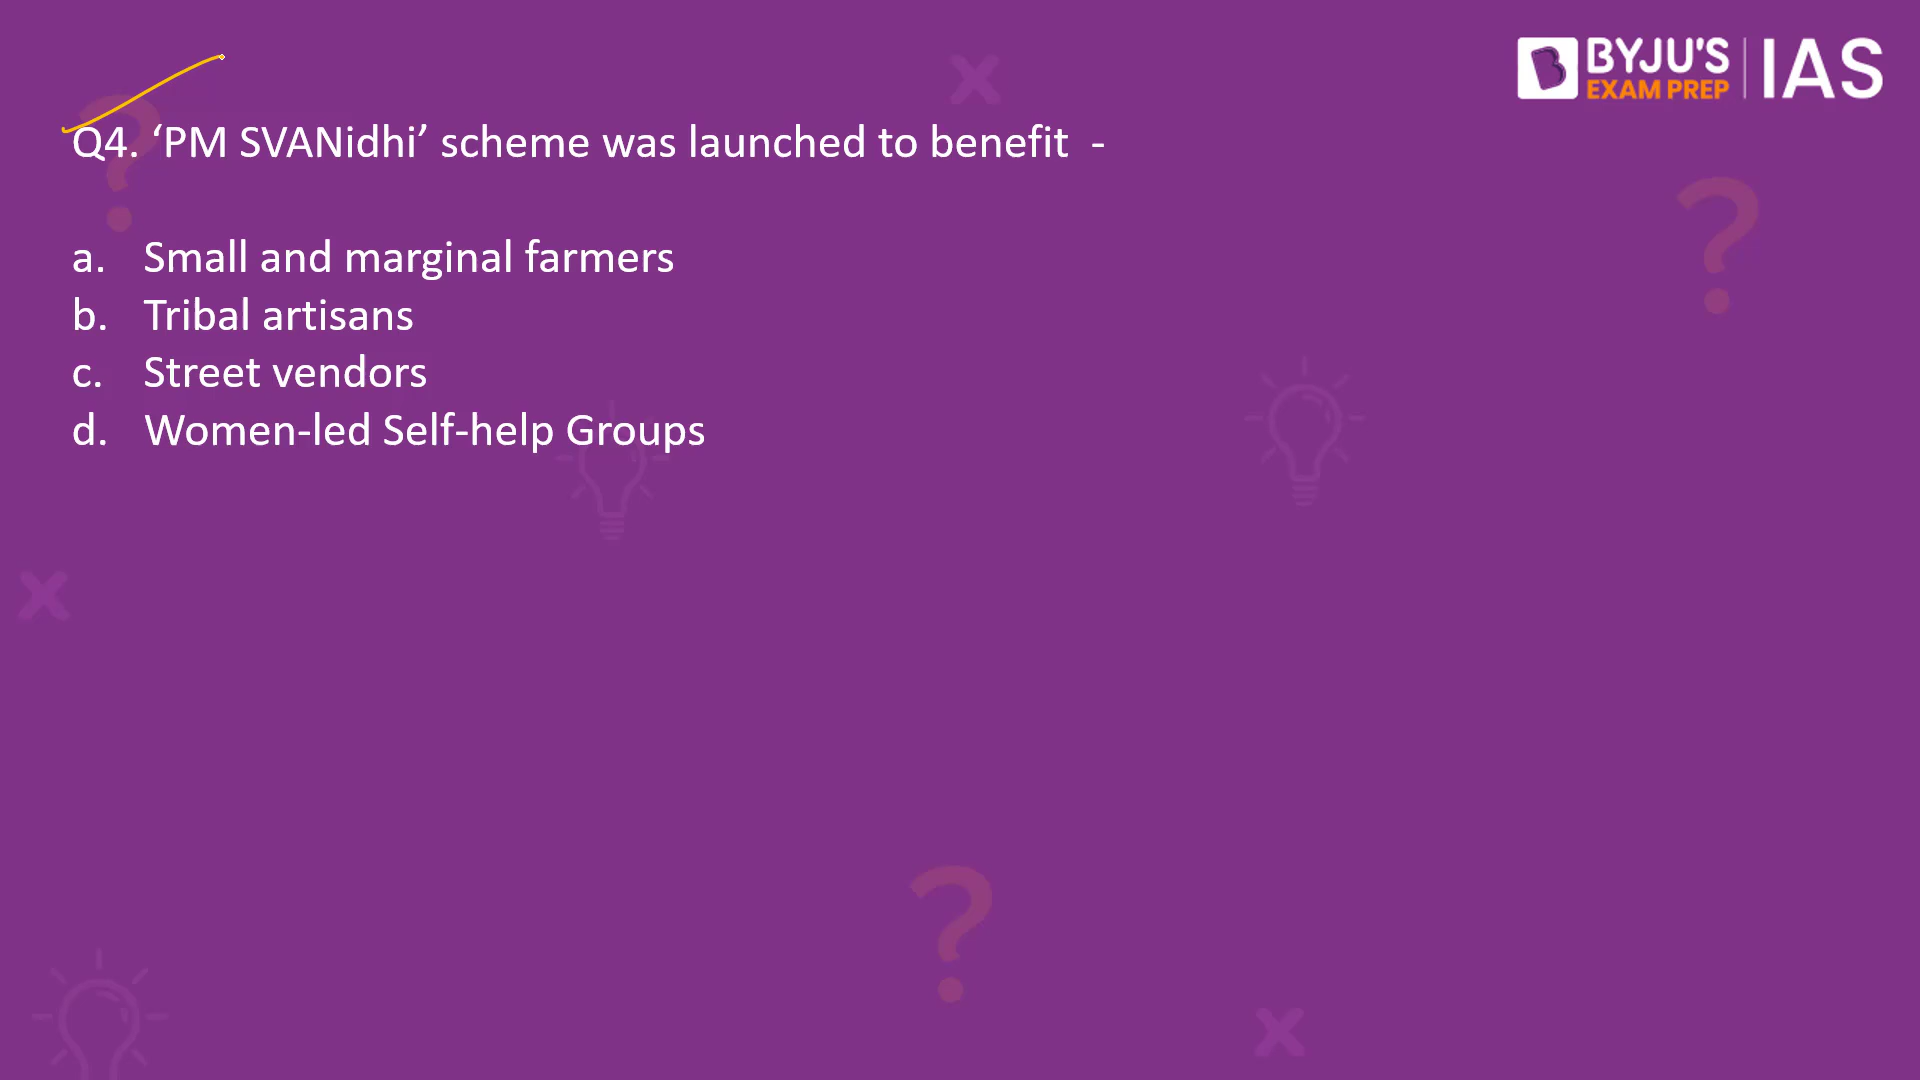 BYJU'S
EXAM PREP
IAS
Q4. ‘PM SVANidhi’ scheme was launched to benefit -
a. Small and marginal farmers
b. Tribal artisans
c. Street vendors
d. Women-led Self-help Groups